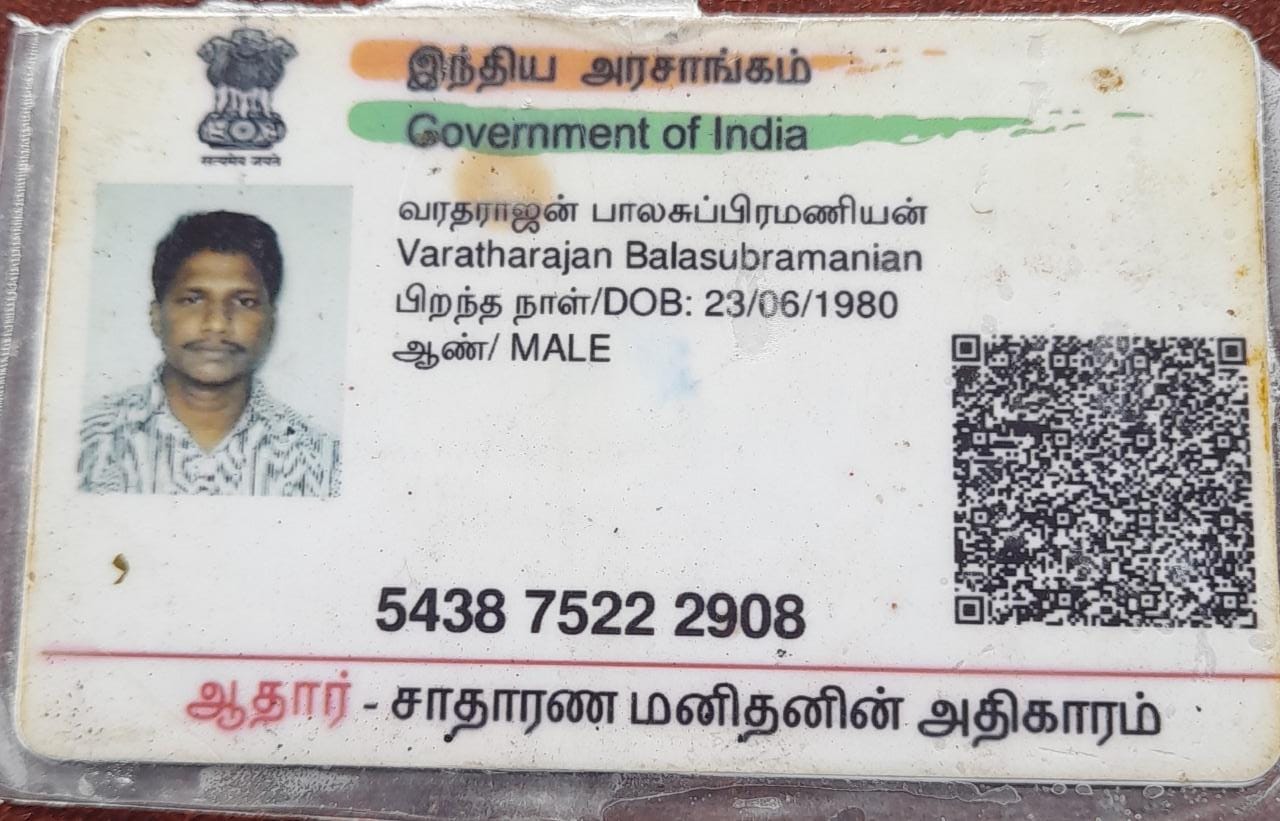 இந்திய அரசாங்கம்
Government of India
सत्यमेव जयते
வரதராஜன் பாலசுப்பிரமணியன்
Varatharajan Balasubramanian
பிறந்த நாள்/DOB: 23/06/1980
ஆண்/ MALE
5438 7522 2908
ஆதார் - சாதாரண மனிதனின் அதிகாரம்